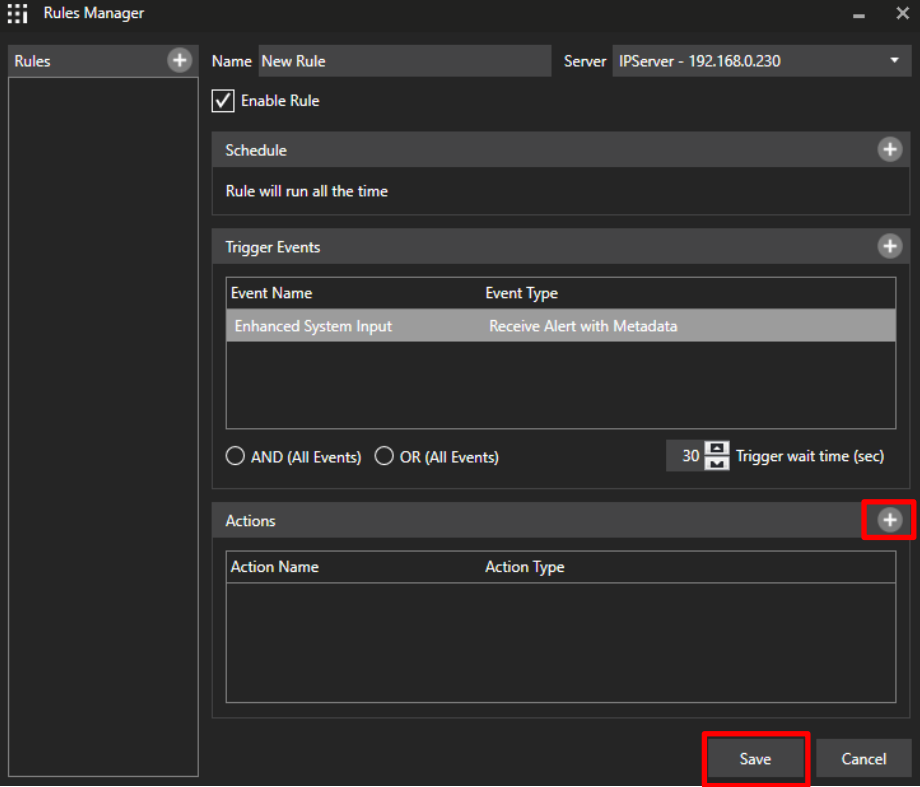 Rules Manager
Rules
Name New Rule
Server IPServer - 192.168.0.230
Enable Rule
Schedule
Rule will run all the time
Trigger Events
Event Name Event Type
Enhanced System Input Receive Alert with Metadata
AND (All Events) OR (All Events) 30 Trigger wait time (sec)
Actions
Action Name Action Type
Save Cancel